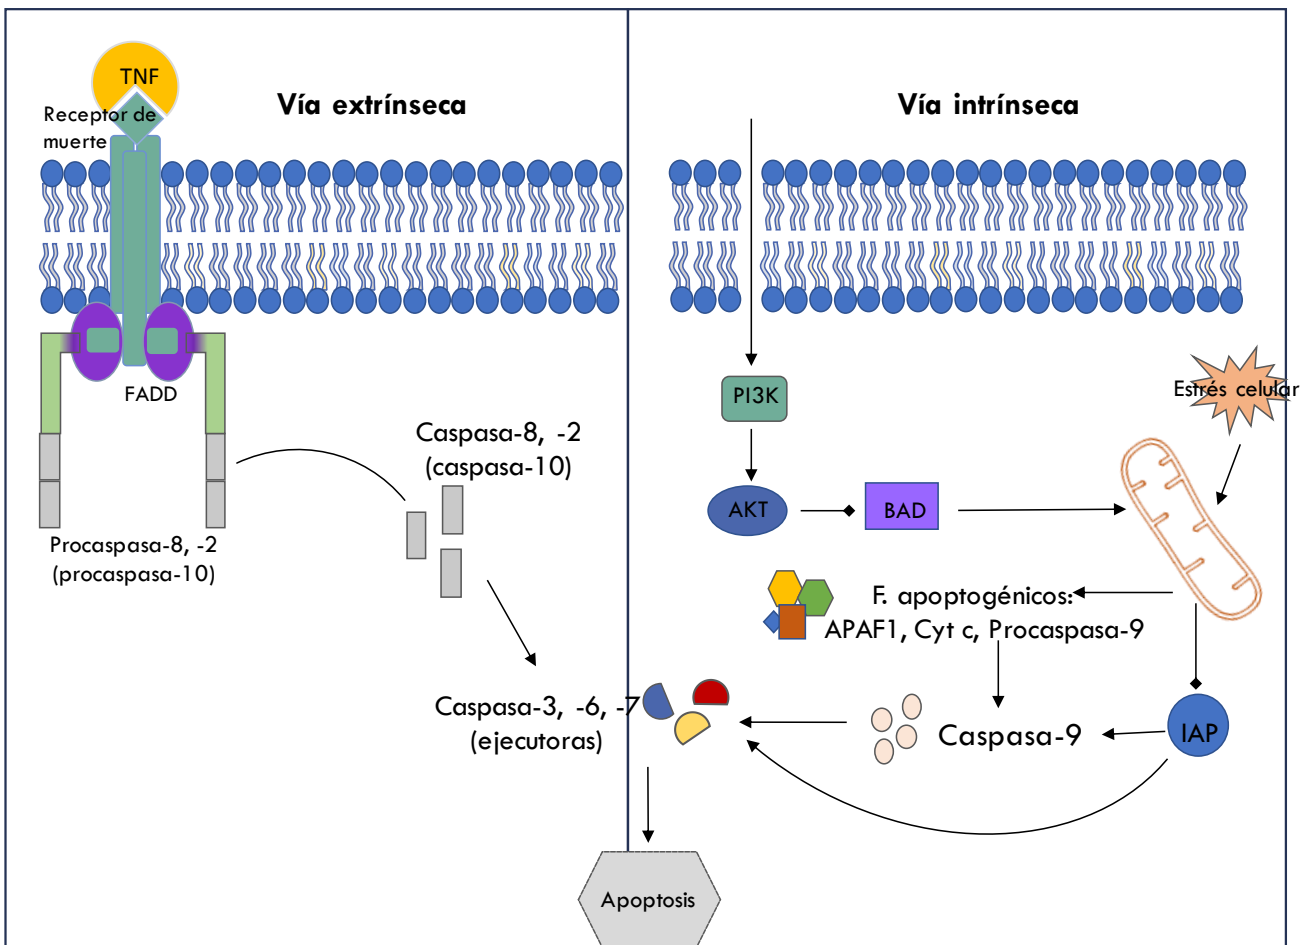 TNF
Receptor de
muerte
Vía extrínseca
FADD
Procaspasa-8, -2
(procaspasa-10)
Caspasa-8, -2
(caspasa-10)
Caspasa-3, -6, -7
(ejecutoras)
Vía intrínseca
PI3K
AKT
BAD
Estrés celular
F. apoptogénicos:
APAF1, Cyt c, Procaspasa-9
Caspasa-9
IAP
Apoptosis